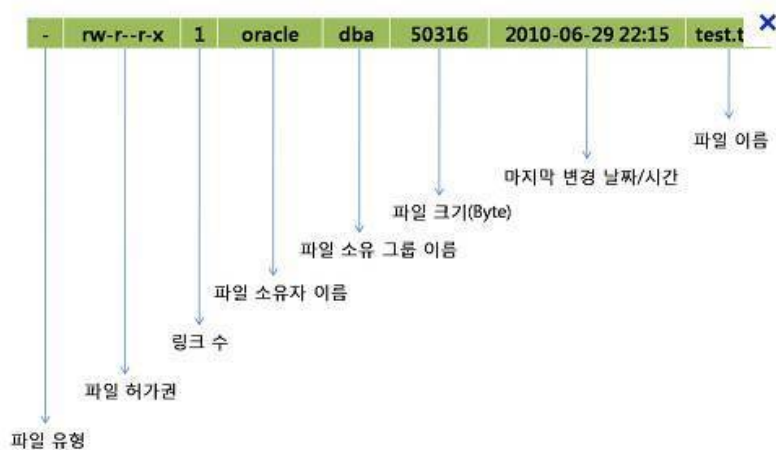 - rw-r--r-x 1 oracle dba 50316 2010-06-29 22:15 test.t
파일 이름
마지막 변경 날짜/시간
파일 크기(Byte)
파일 소유 그룹 이름
파일 소유자 이름
링크 수
파일 허가권
파일 유형